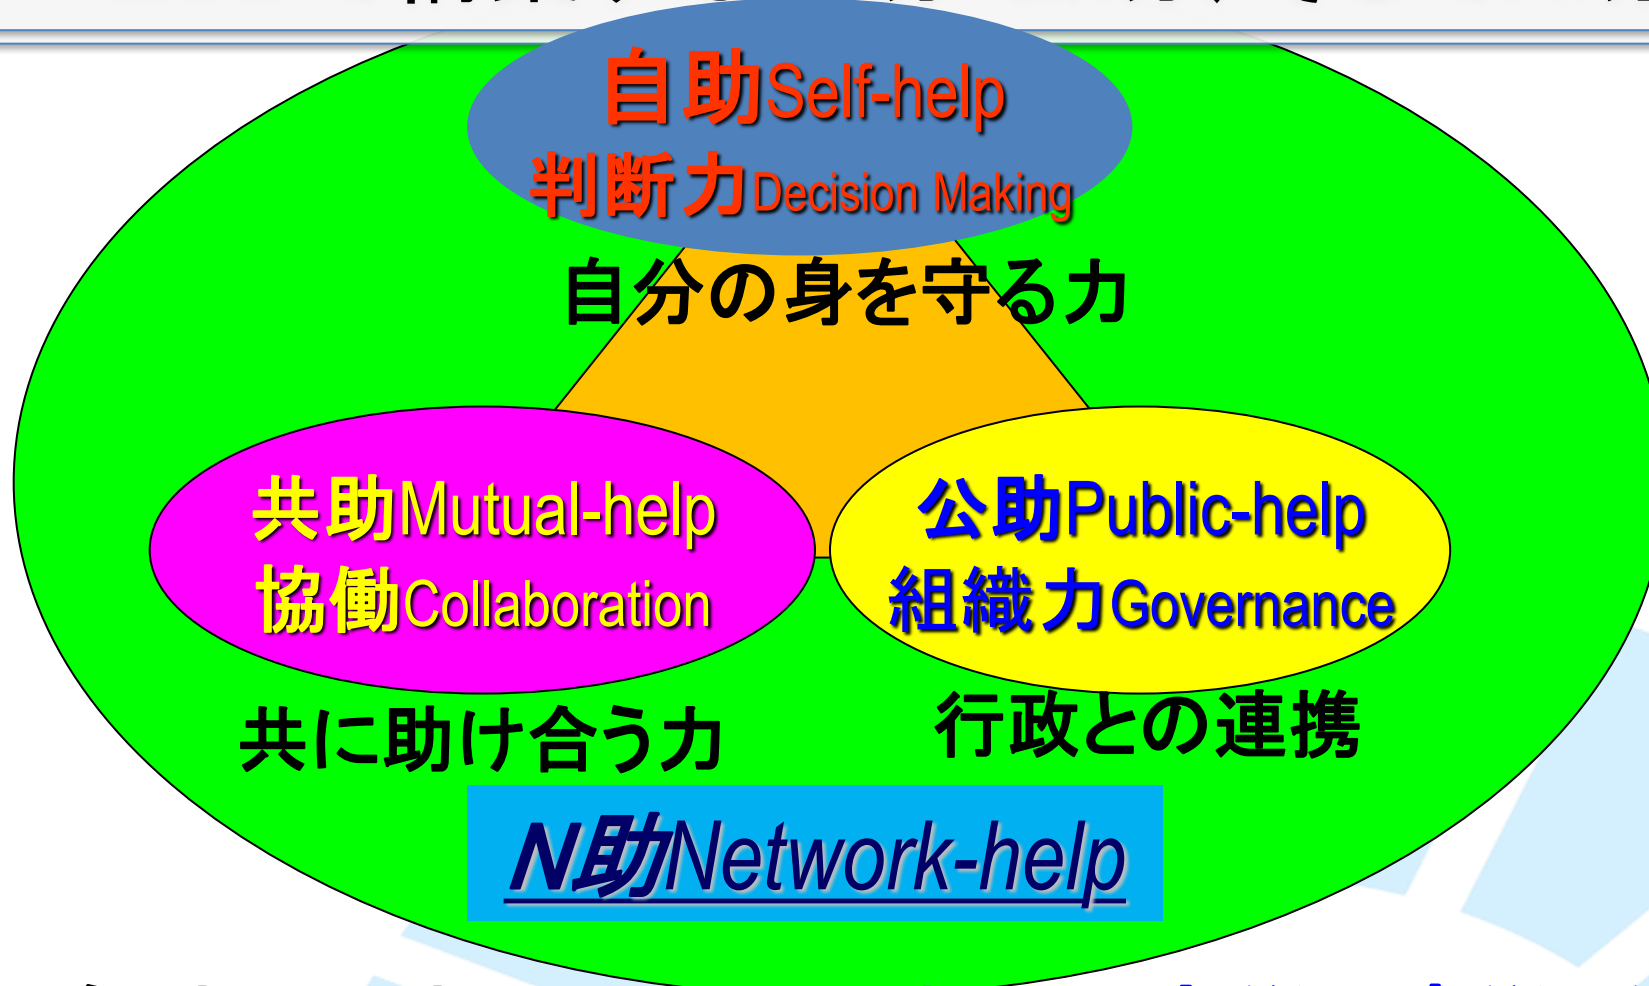 自助Self-help
判断力Decision Making
自分の身を守る力
共助Mutual-help
協働Collaboration
共に助け合う力
公助Public-help
組織力Governance
行政との連携
N助Network-help